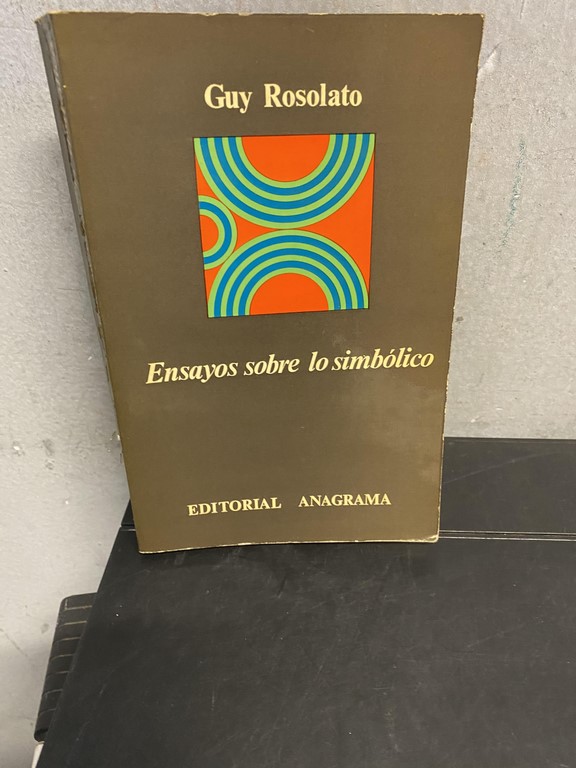 Guy Rosolato
Ensayos sobre lo simbólico
EDITORIAL ANAGRAMA